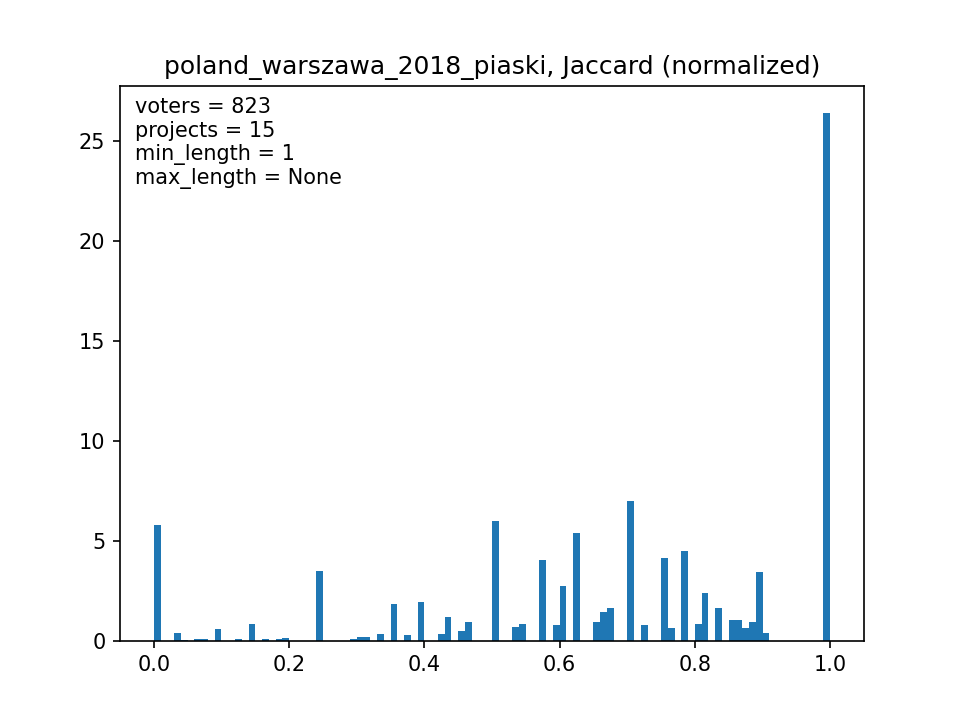 poland_warszawa_2018_piaski, Jaccard (normalized)
voters = 823
projects = 15
min_length = 1
max_length = None
25
20
15
10
5
0
0.0 0.2 0.4 0.6 0.8 1.0